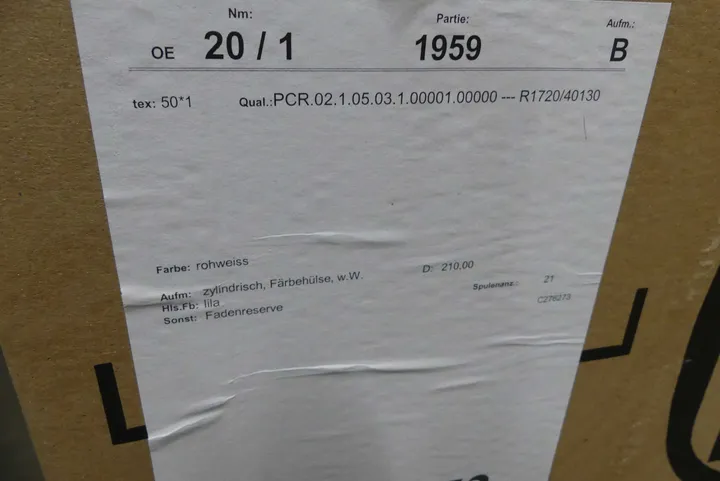 Nm: Partie: Aufm.:
OE 20 / 1 1959 B
tex: 50*1 Qual.: PCR.02.1.05.03.1.00001.00000 --- R1720/40130
Farbe: rohweiss
Aufm: zylindrisch, Färbehülse, w.W. D: 210,00
Hls.Fb: lila Spulenanz.: 21
Sonst: Fadenreserve C276273